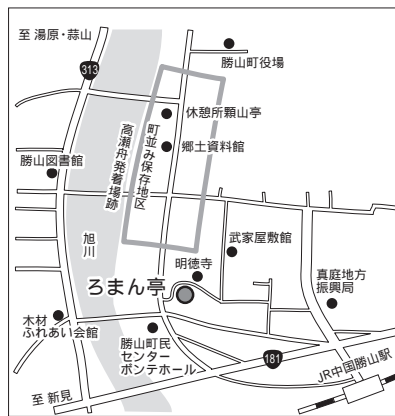 至 湯原・蒜山
313
勝山町役場
休憩所顆山亭
郷土資料館
町並み保存地区
高瀬舟発着場跡
勝山図書館
旭川
武家屋敷館
明徳寺
ろまん亭
真庭地方
振興局
木材
ふれあい会館
勝山町民
センター
ポンテホール
181
JR中国勝山駅
至 新見